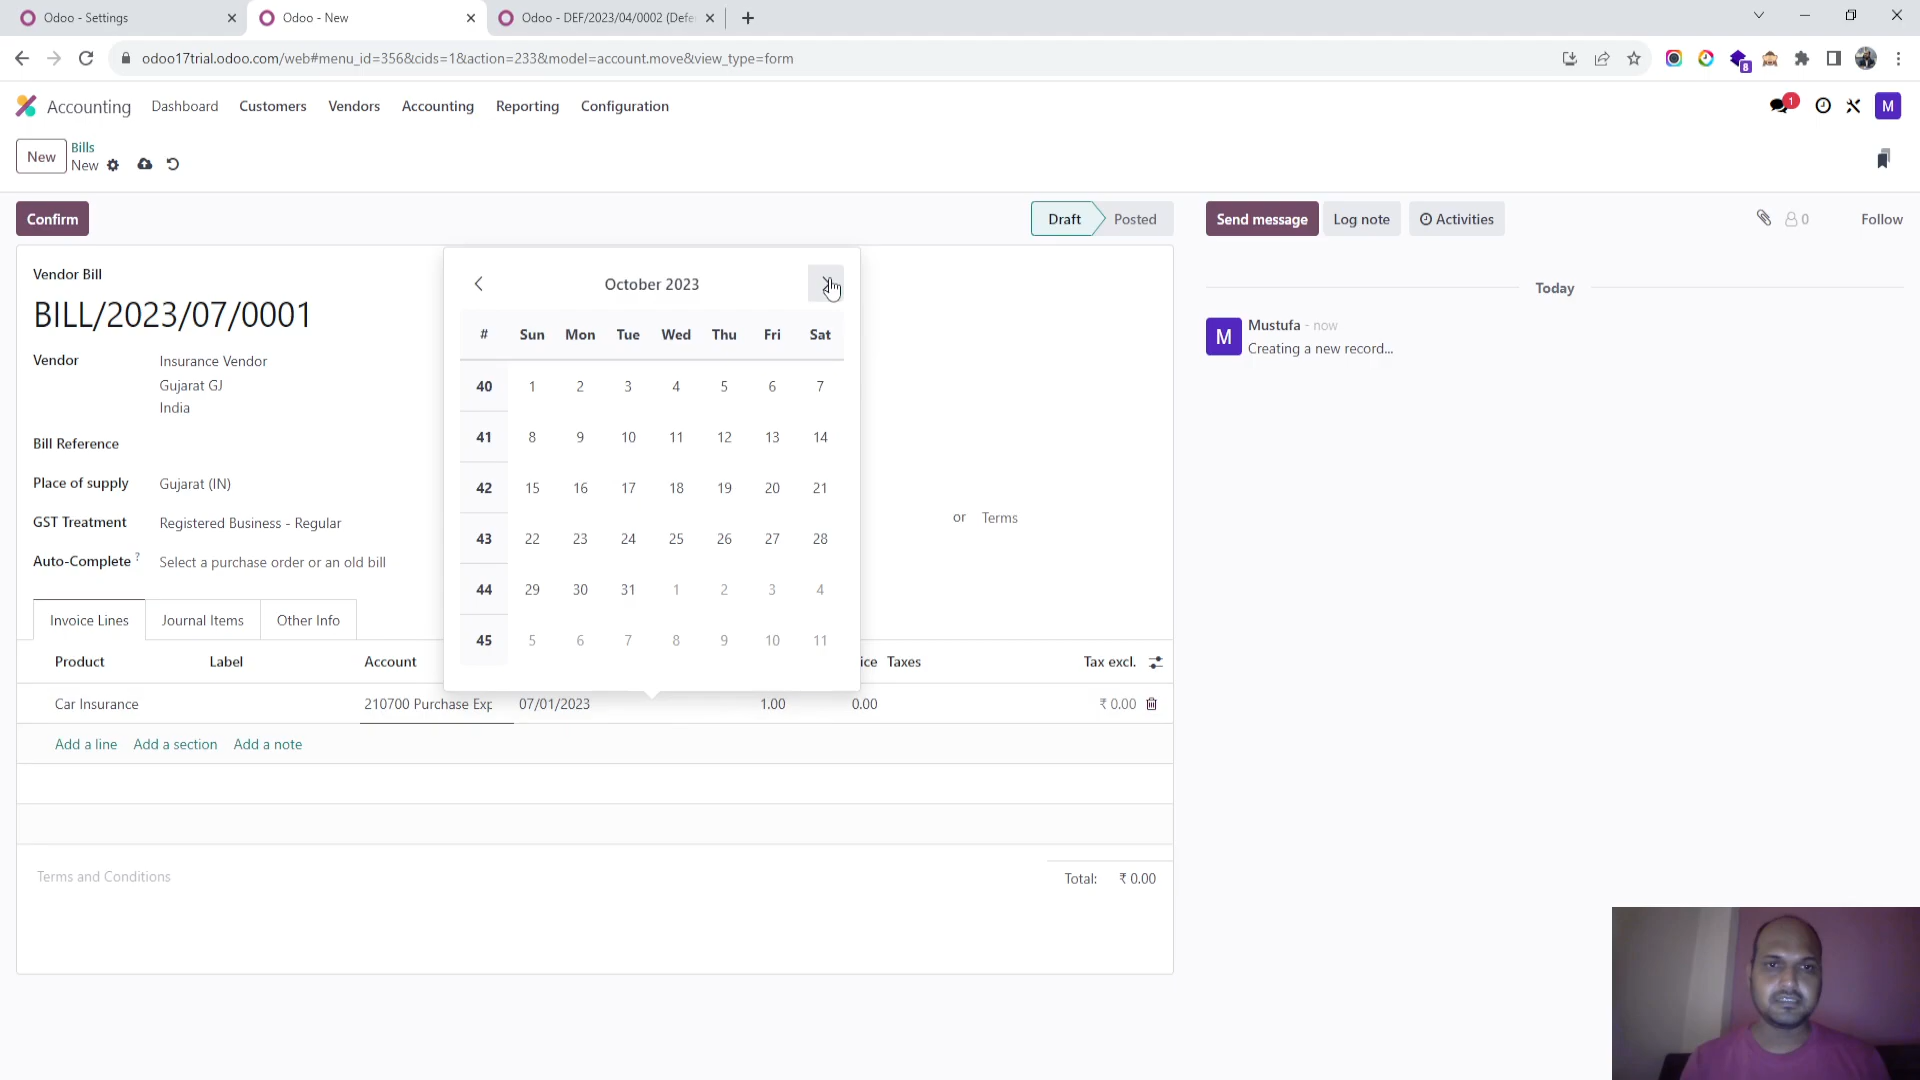 Odoo - Settings
Odoo - New
Odoo - DEF/2023/04/0002 (Defe
odoo17trial.odoo.com/web#menu_id=356&cids=1&action=233&model=account.move&view_type=form
8
Accounting Dashboard Customers Vendors Accounting Reporting Configuration
1
M
New
Bills
New
Confirm
Draft Posted
Send message Log note Activities
0
Follow
Vendor Bill
BILL/2023/07/0001
Vendor Insurance Vendor
Gujarat GJ
India
Bill Reference
Place of supply Gujarat (IN)
GST Treatment Registered Business - Regular
Auto-Complete ? Select a purchase order or an old bill
October 2023
# Sun Mon Tue Wed Thu Fri Sat
40 1 2 3 4 5 6 7
41 8 9 10 11 12 13 14
42 15 16 17 18 19 20 21
43 22 23 24 25 26 27 28
44 29 30 31 1 2 3 4
45 5 6 7 8 9 10 11
or Terms
Today
M
Mustufa - now
Creating a new record...
Invoice Lines Journal Items Other Info
Product Label Account ice Taxes Tax excl.
Car Insurance 210700 Purchase Exp 07/01/2023 1.00 0.00 ₹ 0.00
Add a line Add a section Add a note
Terms and Conditions
Total: ₹ 0.00